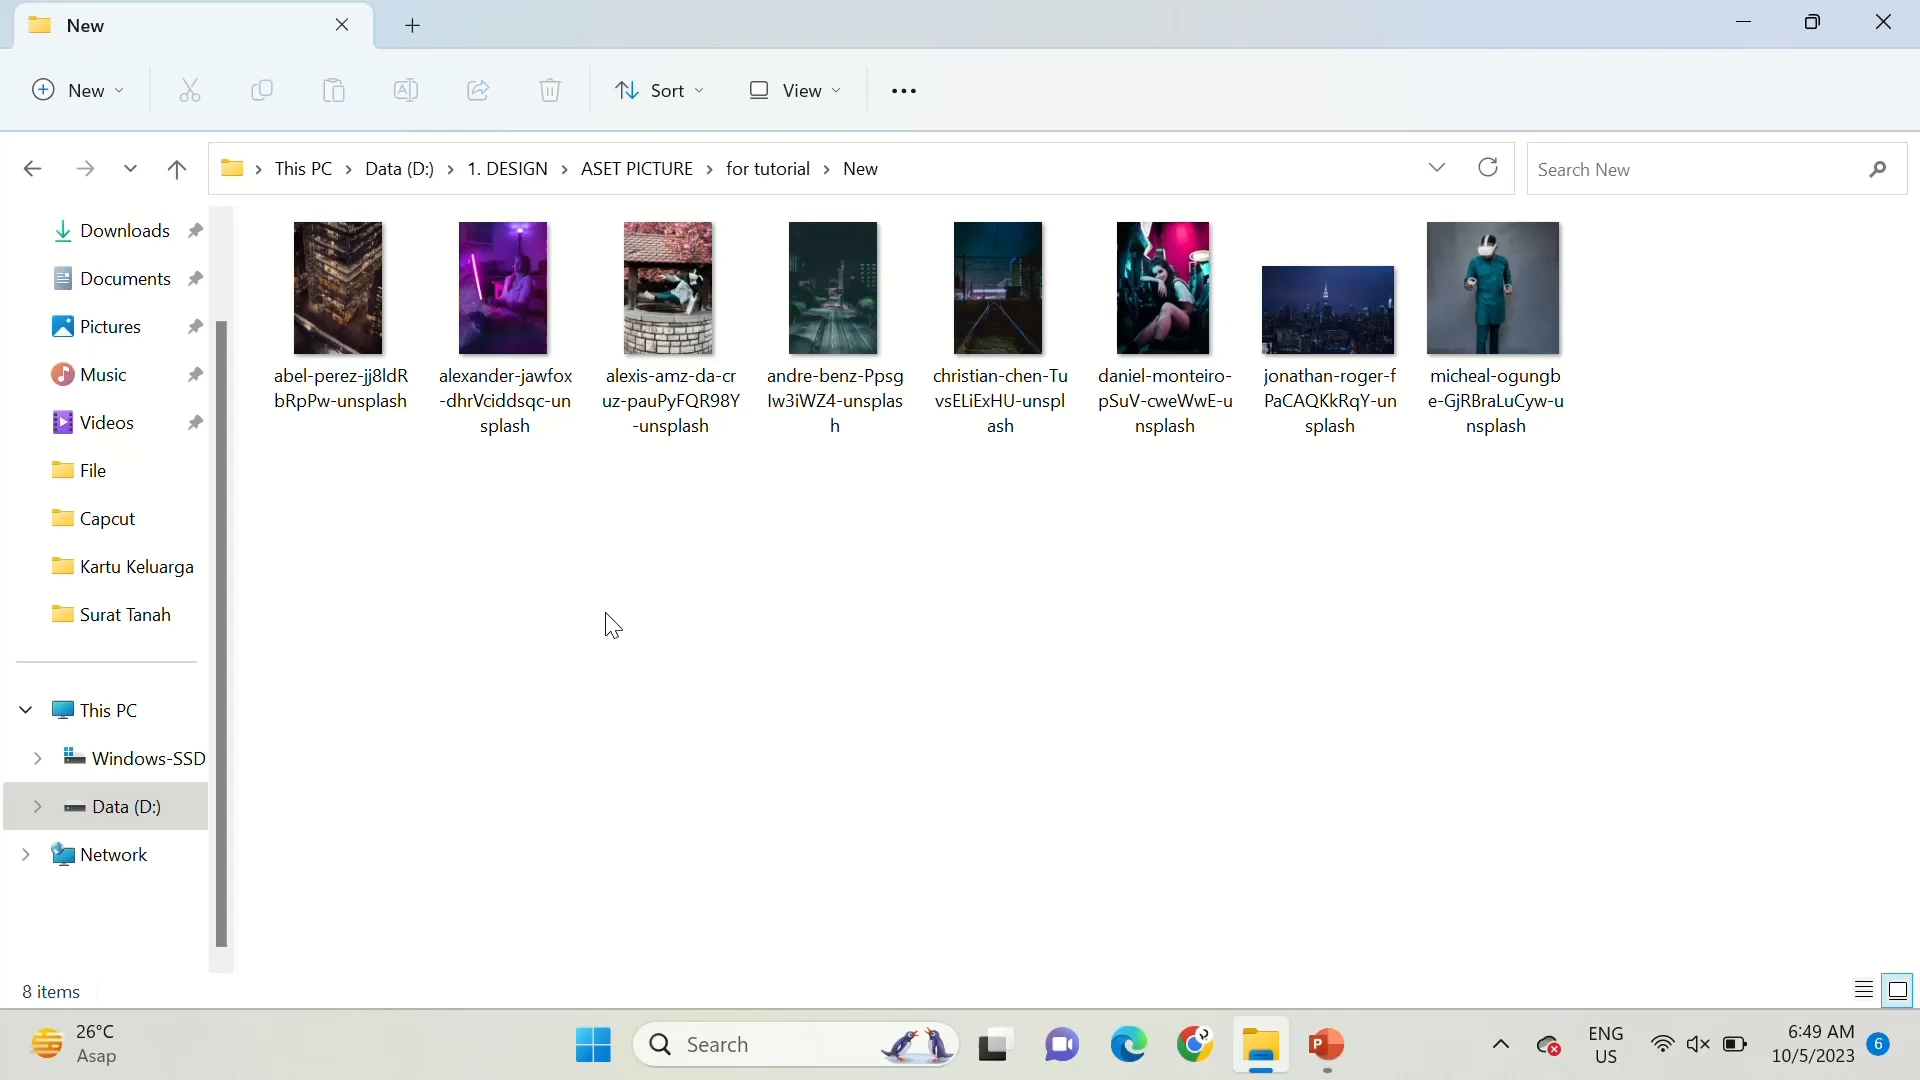 New
New Sort View
This PC Data (D:) 1. DESIGN ASET PICTURE for tutorial New Search New
Downloads
Documents
Pictures
Music
Videos
File
Capcut
Kartu Keluarga
Surat Tanah
This PC
Windows-SSD
Data (D:)
Network
abel-perez-jj8ldR
bRpPw-unsplash
alexander-jawfox
-dhrVciddsqc-un
splash
alexis-amz-da-cr
uz-pauPyFQR98Y
-unsplash
andre-benz-Ppsg
lw3iWZ4-unsplas
h
christian-chen-Tu
vsELiExHU-unspl
ash
daniel-monteiro-
pSuV-cweWwE-u
nsplash
jonathan-roger-f
PaCAQKkRqY-un
splash
micheal-ogungb
e-GjRBraLuCyw-u
nsplash
8 items
26°C
Asap
Search
ENG
US
6:49 AM
10/5/2023
6